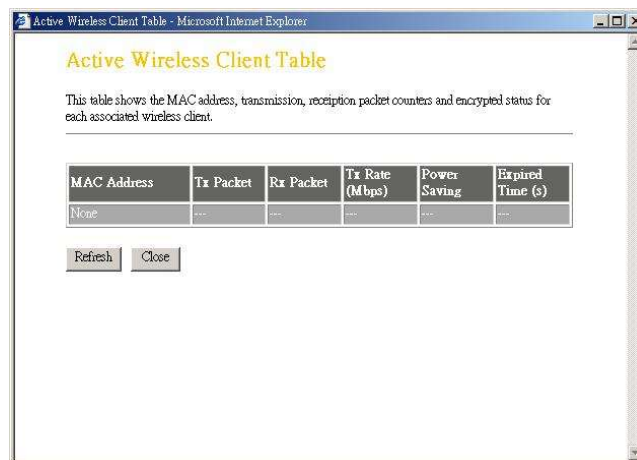 Active Wireless Client Table - Microsoft Internet Explorer
Active Wireless Client Table
This table shows the MAC address, transmission, receiption packet counters and encrypted status for
each associated wireless client.
MAC Address Tx Packet Rx Packet Tx Rate (Mbps) Power Saving Expired Time (s)
None --- --- --- --- ---
Refresh Close